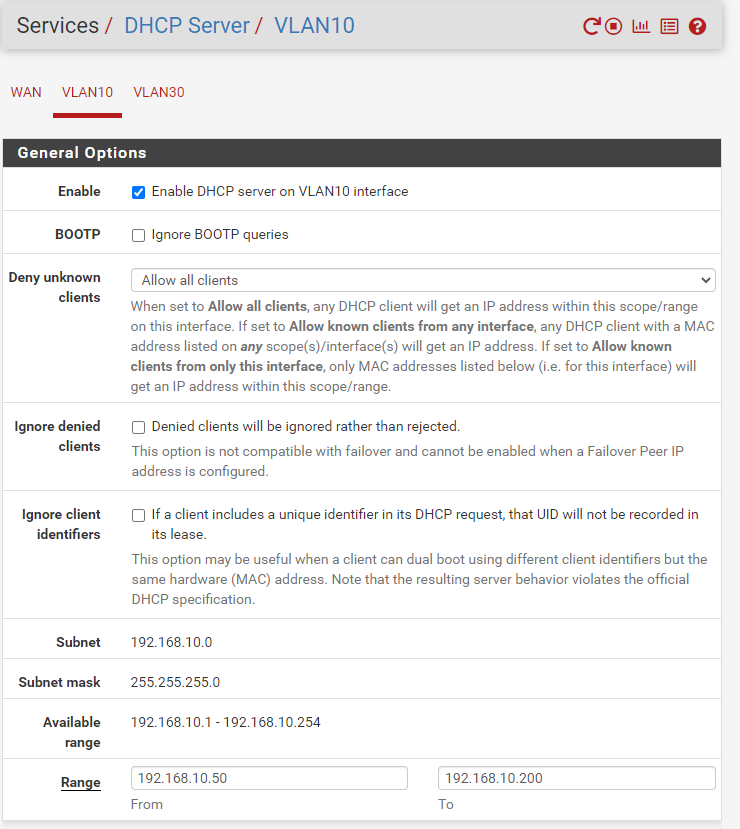 Services / DHCP Server / VLAN10
WAN VLAN10 VLAN30
General Options
Enable Enable DHCP server on VLAN10 interface
BOOTP Ignore BOOTP queries
Deny unknown clients
Allow all clients
When set to Allow all clients, any DHCP client will get an IP address within this scope/range
on this interface. If set to Allow known clients from any interface, any DHCP client with a MAC
address listed on any scope(s)/interface(s) will get an IP address. If set to Allow known
clients from only this interface, only MAC addresses listed below (i.e. for this interface) will
get an IP address within this scope/range.
Ignore denied clients
Denied clients will be ignored rather than rejected.
This option is not compatible with failover and cannot be enabled when a Failover Peer IP
address is configured.
Ignore client identifiers
If a client includes a unique identifier in its DHCP request, that UID will not be recorded in
its lease.
This option may be useful when a client can dual boot using different client identifiers but the
same hardware (MAC) address. Note that the resulting server behavior violates the official
DHCP specification.
Subnet 192.168.10.0
Subnet mask 255.255.255.0
Available range 192.168.10.1 - 192.168.10.254
Range 192.168.10.50 192.168.10.200
From To